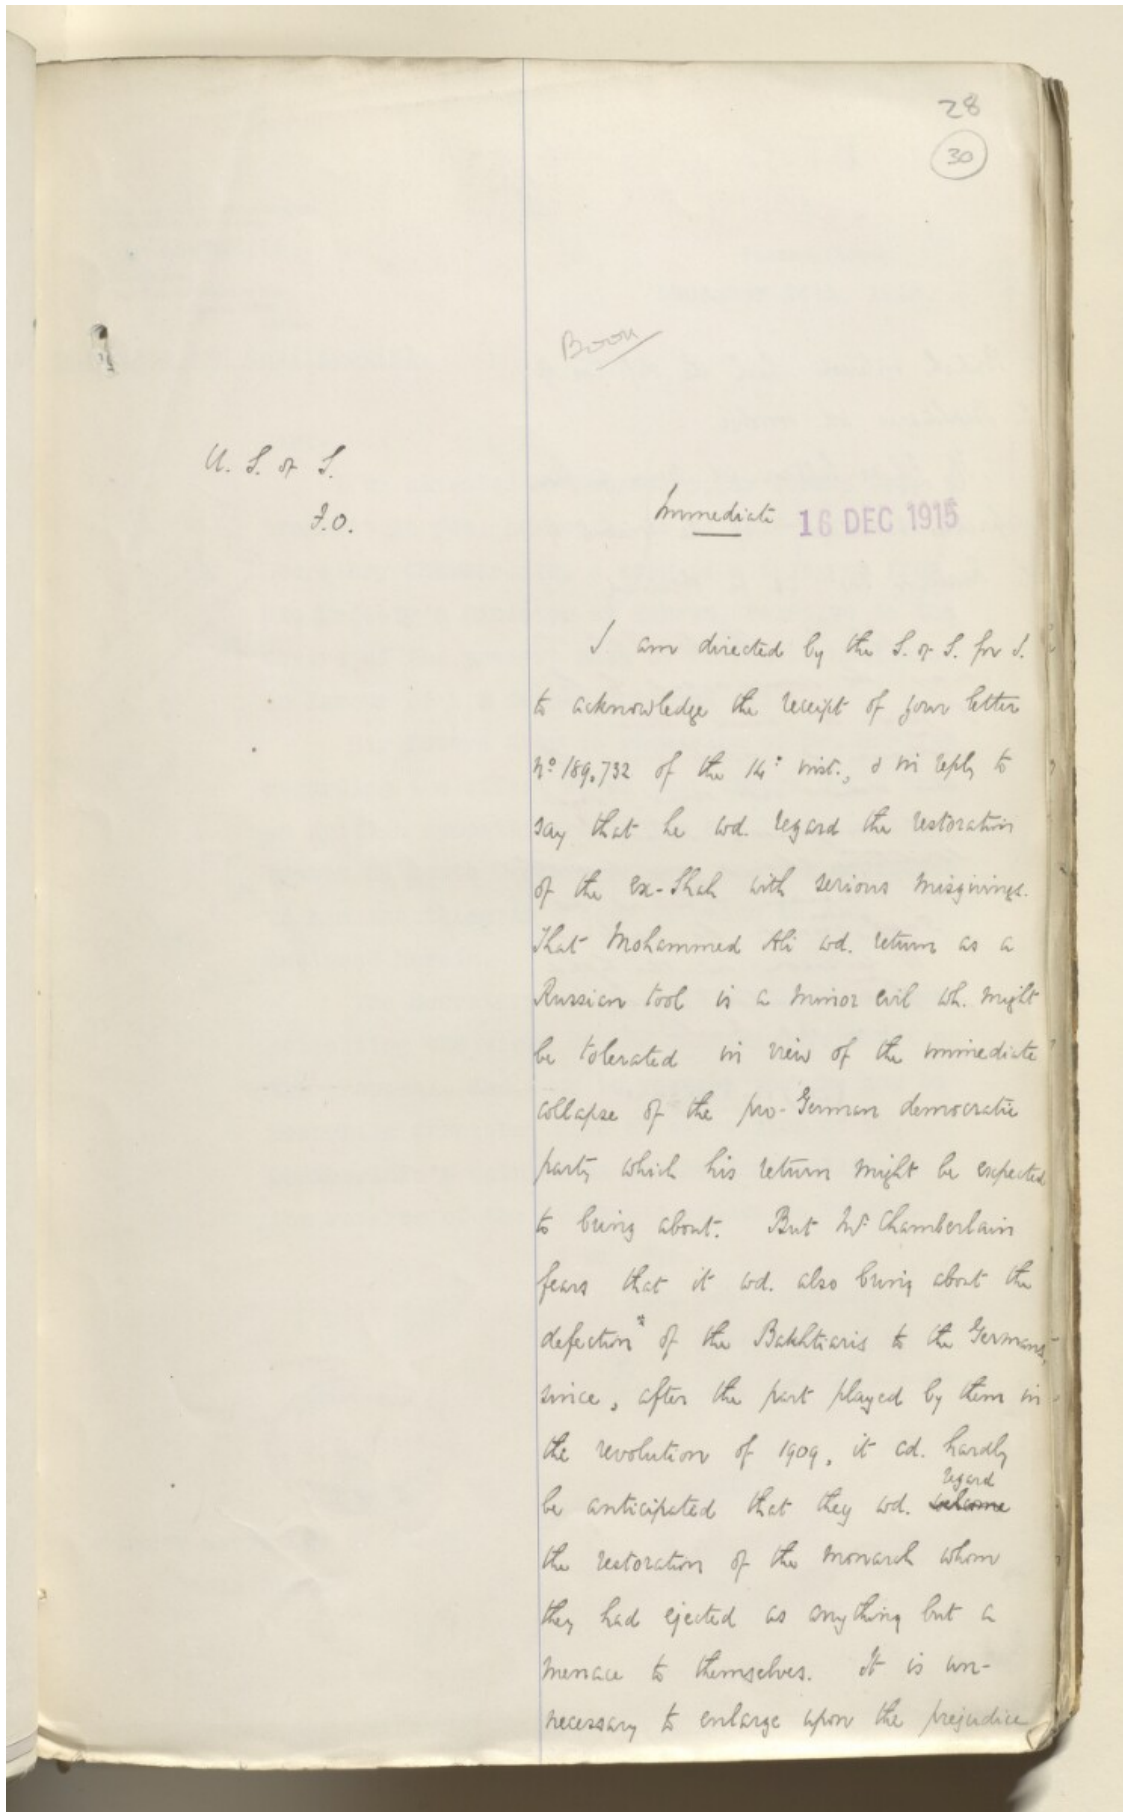 28
30
U. S. of S.
F.O.
Immediate 16 DEC 1915
I am directed by the S. of S. for I.
to acknowledge the receipt of your letter
No 189,732 of the 14: inst., & in reply to
say that he wd. regard the restoration
of the ex-Shah with serious misgivings.
That Mohammed Ali wd. return as a
Russian tool is a minor evil wh. might
be tolerated in view of the immediate
collapse of the pro-German democratic
party which his return might be expected
to bring about. But Mr Chamberlain
fears that it wd. also bring about the
defection* of the Bakhtiaris to the Germans,
since, after the part played by them in
the revolution of 1909, it cd. hardly
regard
be anticipated that they wd. welcome
the restoration of the monarch whom
they had ejected as anything but a
menace to themselves. It is un-
necessary to enlarge upon the prejudice